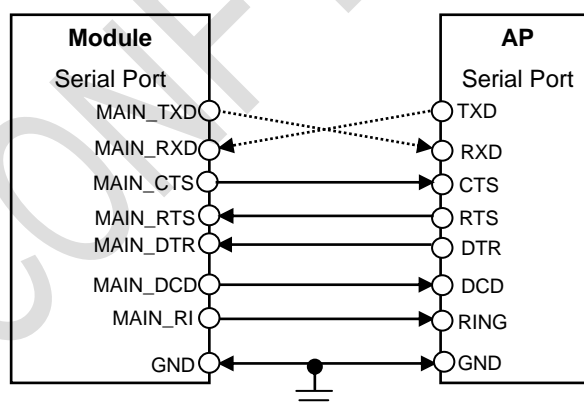 Module
Serial Port
MAIN_TXD
MAIN_RXD
MAIN_CTS
MAIN_RTS
MAIN_DTR
MAIN_DCD
MAIN_RI
GND
AP
Serial Port
TXD
RXD
CTS
RTS
DTR
DCD
RING
GND